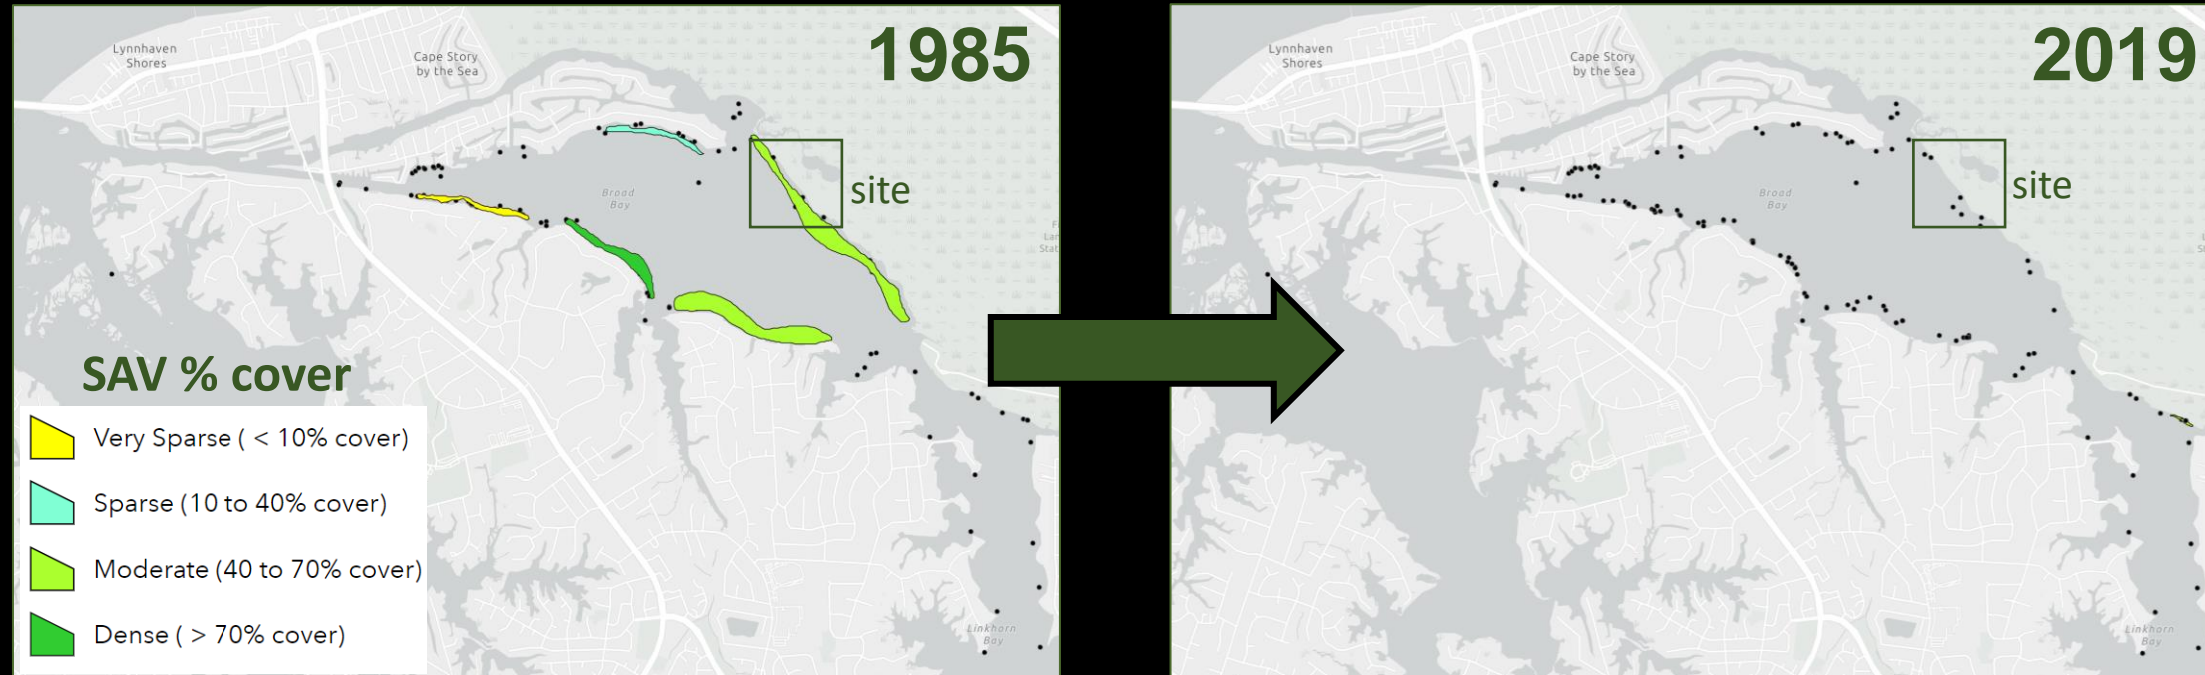 1985
Lynnhaven
Shores
Cape Story
by the Sea
Broad
Bay
site
SAV % cover
Very Sparse ( < 10% cover)
Sparse (10 to 40% cover)
Moderate (40 to 70% cover)
Dense ( > 70% cover)
Linkhorn
Bay
2019
Lynnhaven
Shores
Cape Story
by the Sea
Broad
Bay
site
Linkhorn
Bay